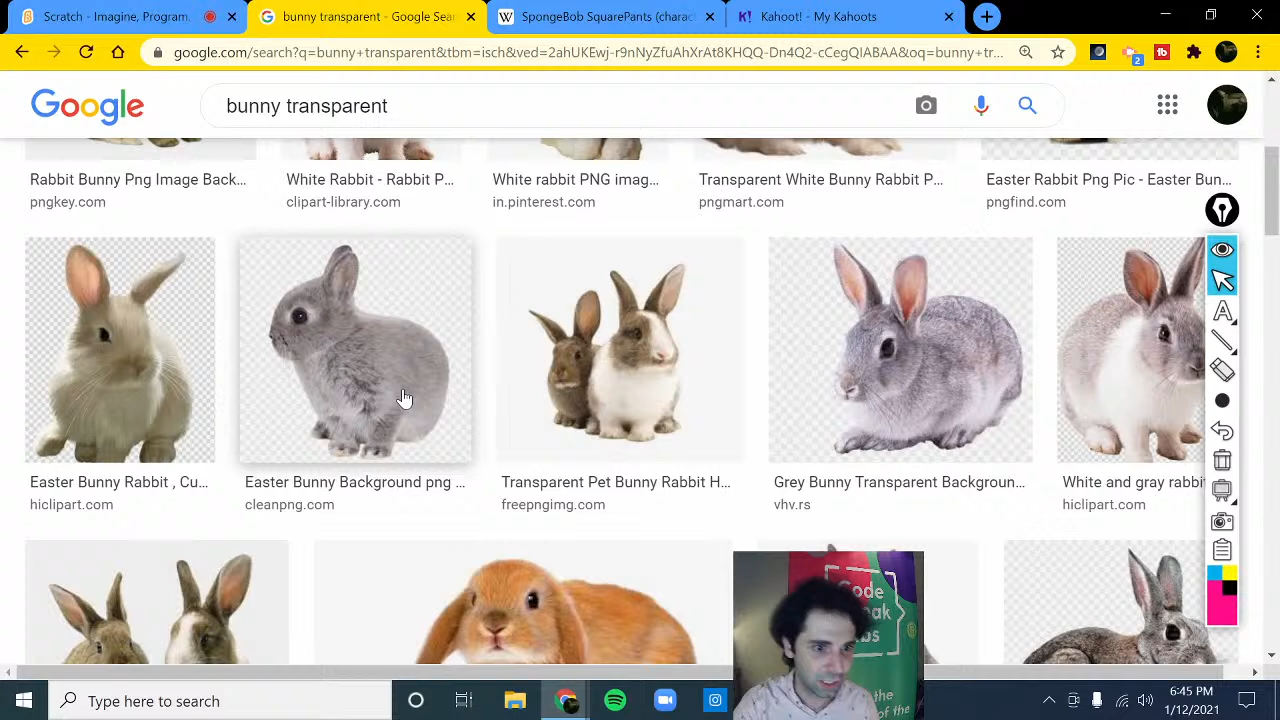 Scratch - Imagine, Program,
bunny transparent - Google Sear
SpongeBob SquarePants (charac
Kahoot! - My Kahoots
google.com/search?q=bunny+transparent&tbm=isch&ved=2ahUKEwj-r9nNyZfuAhXrAt8KHQQ-Dn4Q2-cCegQIABAA&oq=bunny+tr...
Google
bunny transparent
Rabbit Bunny Png Image Back...
White Rabbit - Rabbit P...
White rabbit PNG imag...
Transparent White Bunny Rabbit P...
Easter Rabbit Png Pic - Easter Bun...
pngkey.com
clipart-library.com
in.pinterest.com
pngmart.com
pngfind.com
Easter Bunny Rabbit , Cu...
Easter Bunny Background png ...
Transparent Pet Bunny Rabbit H...
Grey Bunny Transparent Backgroun...
White and gray rabbi
hiclipart.com
cleanpng.com
freepngimg.com
vhv.rs
hiclipart.com
Type here to search
6:45 PM
1/12/2021